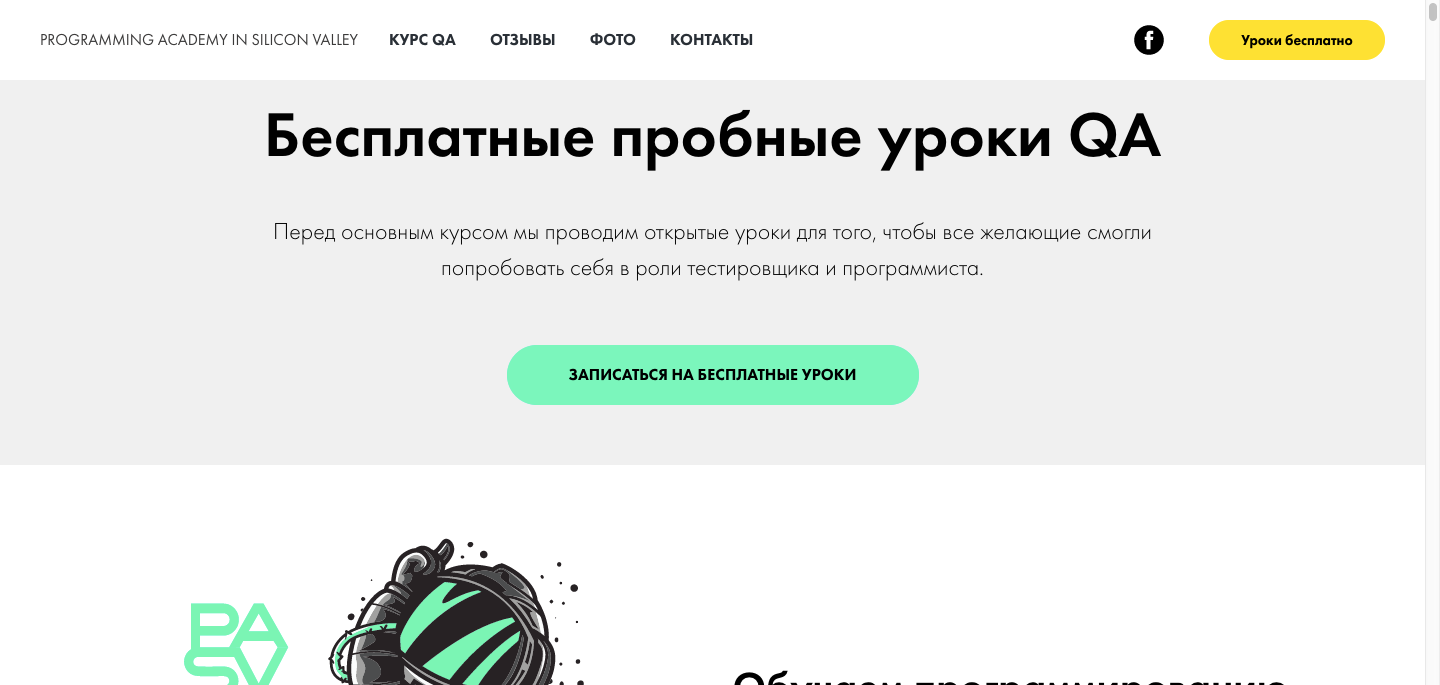 PROGRAMMING ACADEMY IN SILICON VALLEY
КУРС QA
ОТЗЫВЫ
ФОТО
КОНТАКТЫ
Уроки бесплатно
Бесплатные пробные уроки QA
Перед основным курсом мы проводим открытые уроки для того, чтобы все желающие смогли
попробовать себя в роли тестировщика и программиста.
ЗАПИСАТЬСЯ НА БЕСПЛАТНЫЕ УРОКИ
PA
SV
Обучаем программированию